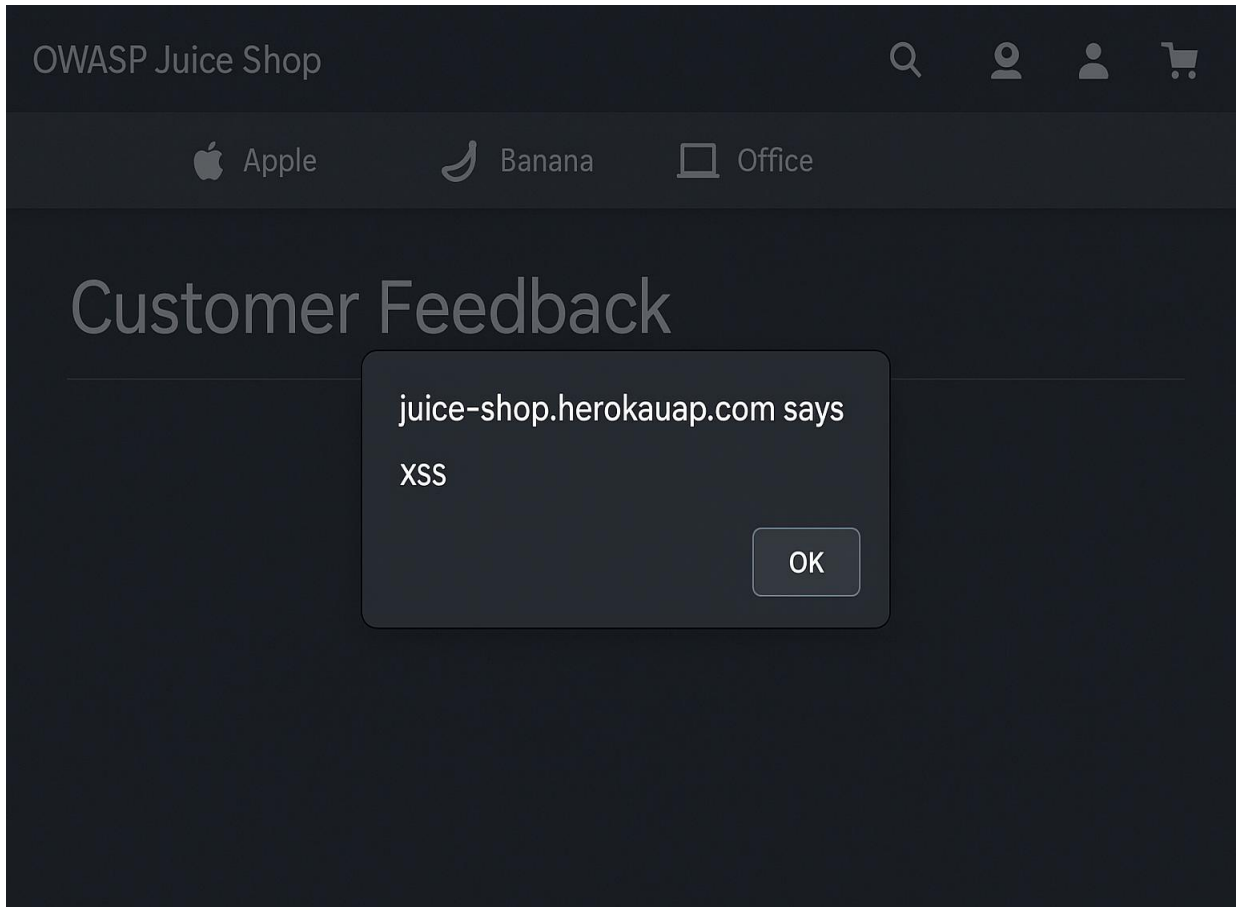 OWASP Juice Shop
Apple Banana Office
Customer Feedback
juice-shop.herokauap.com says
XSS
OK